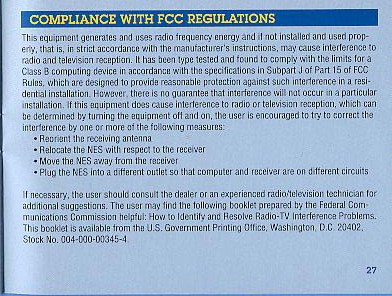 COMPLIANCE WITH FCC REGULATIONS
This equipment generates and uses radio frequency energy and if not installed and used prop-
erly, that is, in strict accordance with the manufacturer's instructions, may cause interference to
radio and television reception. It has been type tested and found to comply with the limits for a
Class B computing device in accordance with the specifications in Subpart J of Part 15 of FCC
Rules, which are designed to provide reasonable protection against such interference in a resi-
dential installation. However, there is no guarantee that interference will not occur in a particular
installation. If this equipment does cause interference to radio or television reception, which can
be determined by turning the equipment off and on, the user is encouraged to try to correct the
interference by one or more of the following measures:
• Reorient the receiving antenna
• Relocate the NES with respect to the receiver
• Move the NES away from the receiver
• Plug the NES into a different outlet so that computer and receiver are on different circuits
If necessary, the user should consult the dealer or an experienced radio/television technician for
additional suggestions. The user may find the following booklet prepared by the Federal Com-
munications Commission helpful: How to Identify and Resolve Radio-TV Interference Problems.
This booklet is available from the U.S. Government Printing Office, Washington, D.C. 20402,
Stock No. 004-000-00345-4.
27